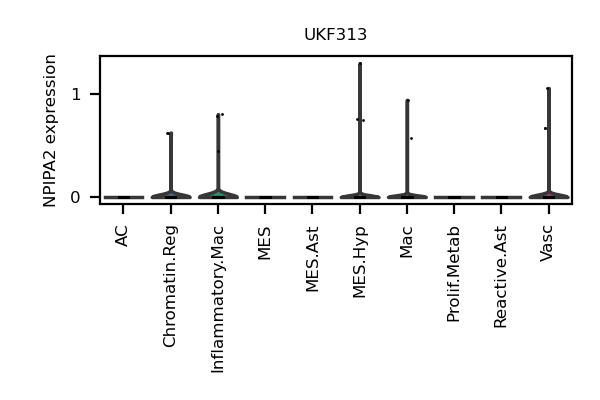 UKF313
NPIPA2 expression
1
0
AC
Chromatin.Reg
Inflammatory.Mac
MES
MES.Ast
MES.Hyp
Mac
Prolif.Metab
Reactive.Ast
Vasc